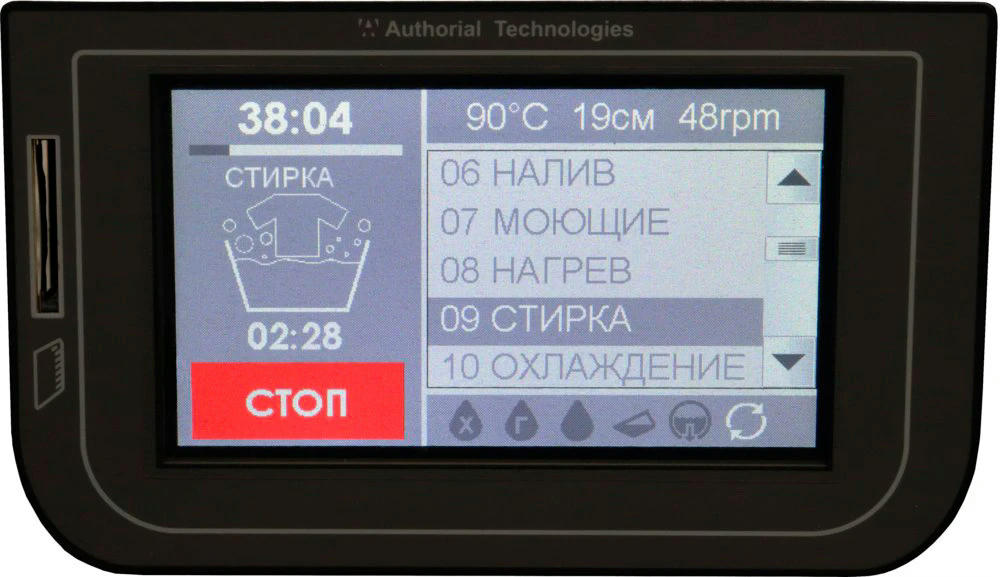 Authorial Technologies
38:04
СТИРКА
02:28
СТОП
90°C 19см 48rpm
06 НАЛИВ
07 МОЮЩИЕ
08 НАГРЕВ
09 СТИРКА
10 ОХЛАЖДЕНИЕ
Х Г